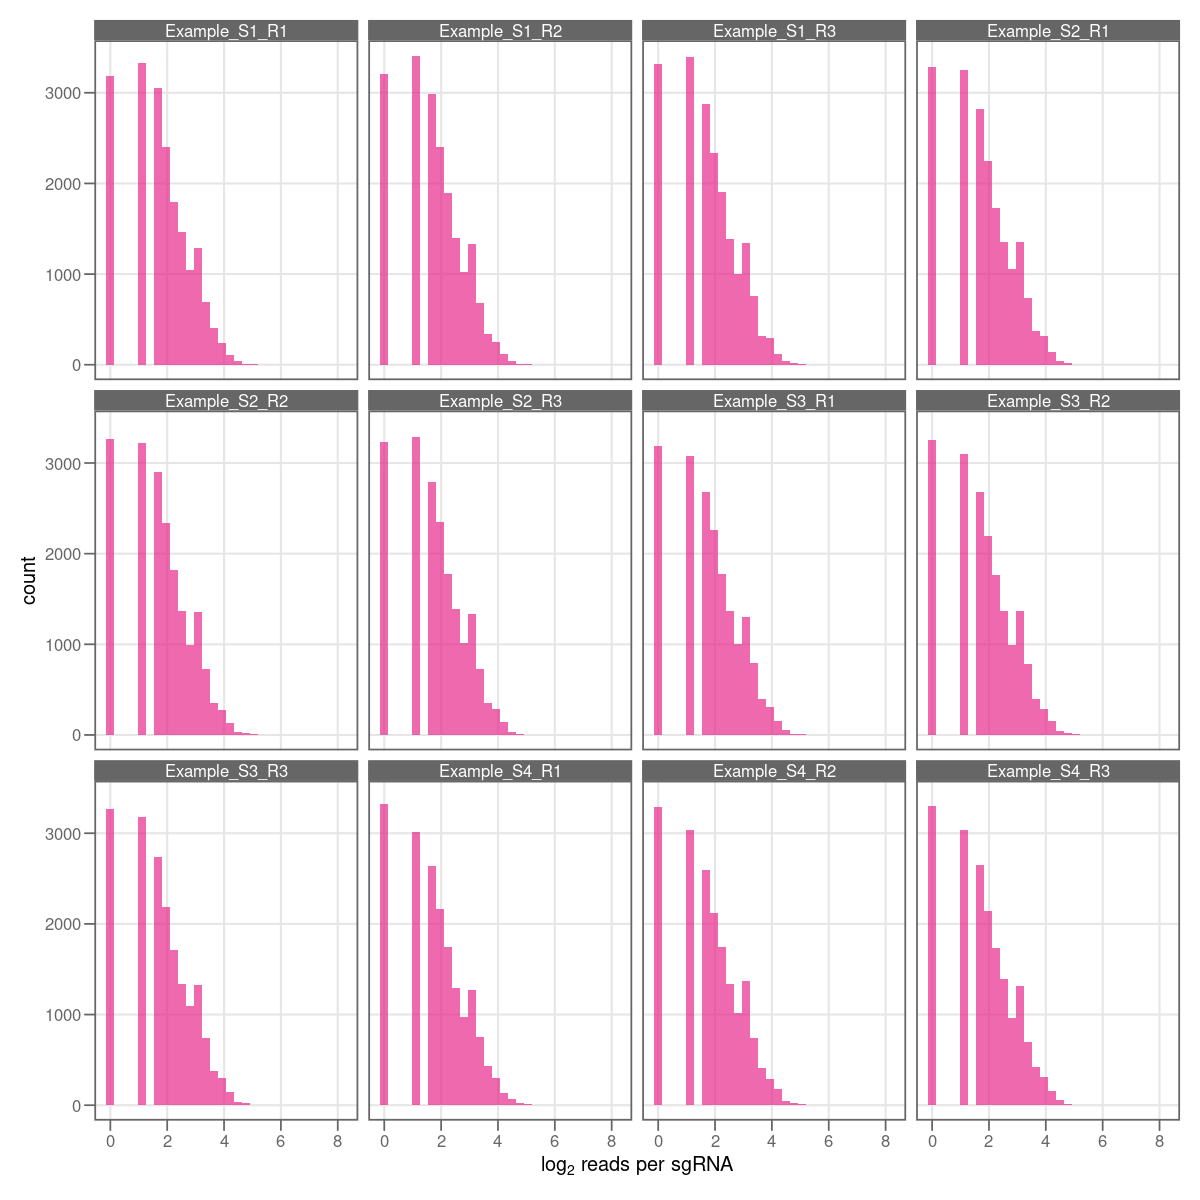 Example_S1_R1 Example_S1_R2 Example_S1_R3 Example_S2_R1
3000
2000
1000
0
Example_S2_R2 Example_S2_R3 Example_S3_R1 Example_S3_R2
3000
2000
1000
0
count
Example_S3_R3 Example_S4_R1 Example_S4_R2 Example_S4_R3
3000
2000
1000
0
0 2 4 6 8 0 2 4 6 8 0 2 4 6 8 0 2 4 6 8
log₂ reads per sgRNA